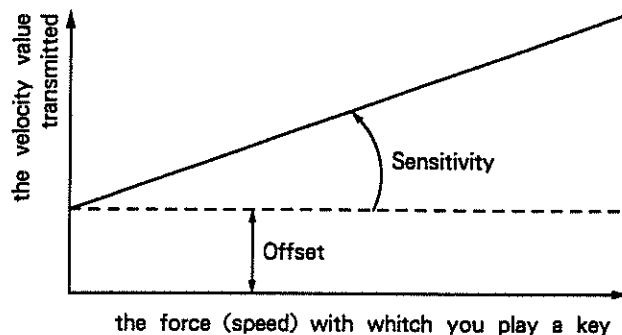 the velocity value
transmitted
Sensitivity
Offset
the force (speed) with whitch you play a key